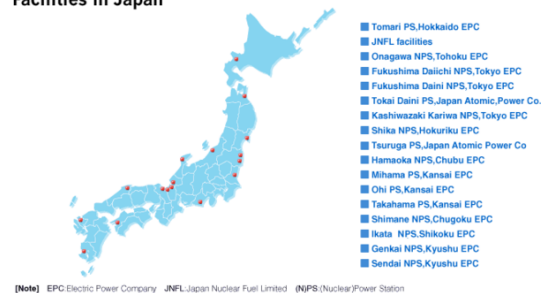 Facilities in Japan
Tomari PS,Hokkaido EPC
JNFL facilities
Onagawa NPS,Tohoku EPC
Fukushima Daiichi NPS,Tokyo EPC
Fukushima Daini NPS,Tokyo EPC
Tokai Daini PS,Japan Atomic,Power Co.
Kashiwazaki Kariwa NPS,Tokyo EPC
Shika NPS,Hokuriku EPC
Tsuruga PS,Japan Atomic Power Co
Hamaoka NPS,Chubu EPC
Mihama PS,Kansai EPC
Ohi PS,Kansai EPC
Takahama PS,Kansai EPC
Shimane NPS,Chugoku EPC
Ikata NPS.Shikoku EPC
Genkai NPS,Kyushu EPC
Sendai NPS,Kyushu EPC
[Note] EPC:Electric Power Company JNFL:Japan Nuclear Fuel Limited (N)PS:(Nuclear)Power Station